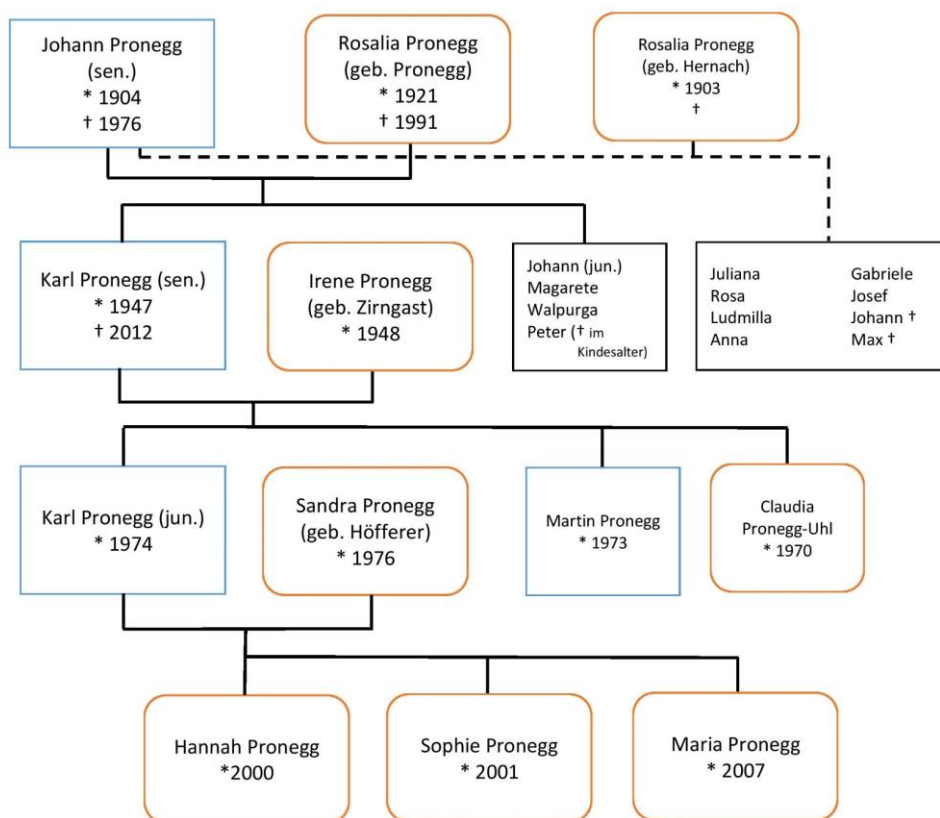 Johann Pronegg
(sen.)
* 1904
† 1976
Rosalia Pronegg
(geb. Pronegg)
* 1921
† 1991
Rosalia Pronegg
(geb. Hernach)
* 1903
†
Karl Pronegg (sen.)
* 1947
† 2012
Irene Pronegg
(geb. Zirngast)
* 1948
Johann (jun.)
Magarete
Walpurga
Peter († im
Kindesalter)
Juliana
Rosa
Ludmilla
Anna
Gabriele
Josef
Johann †
Max †
Karl Pronegg (jun.)
* 1974
Sandra Pronegg
(geb. Höfferer)
* 1976
Martin Pronegg
* 1973
Claudia
Pronegg-Uhl
* 1970
Hannah Pronegg
*2000
Sophie Pronegg
* 2001
Maria Pronegg
* 2007